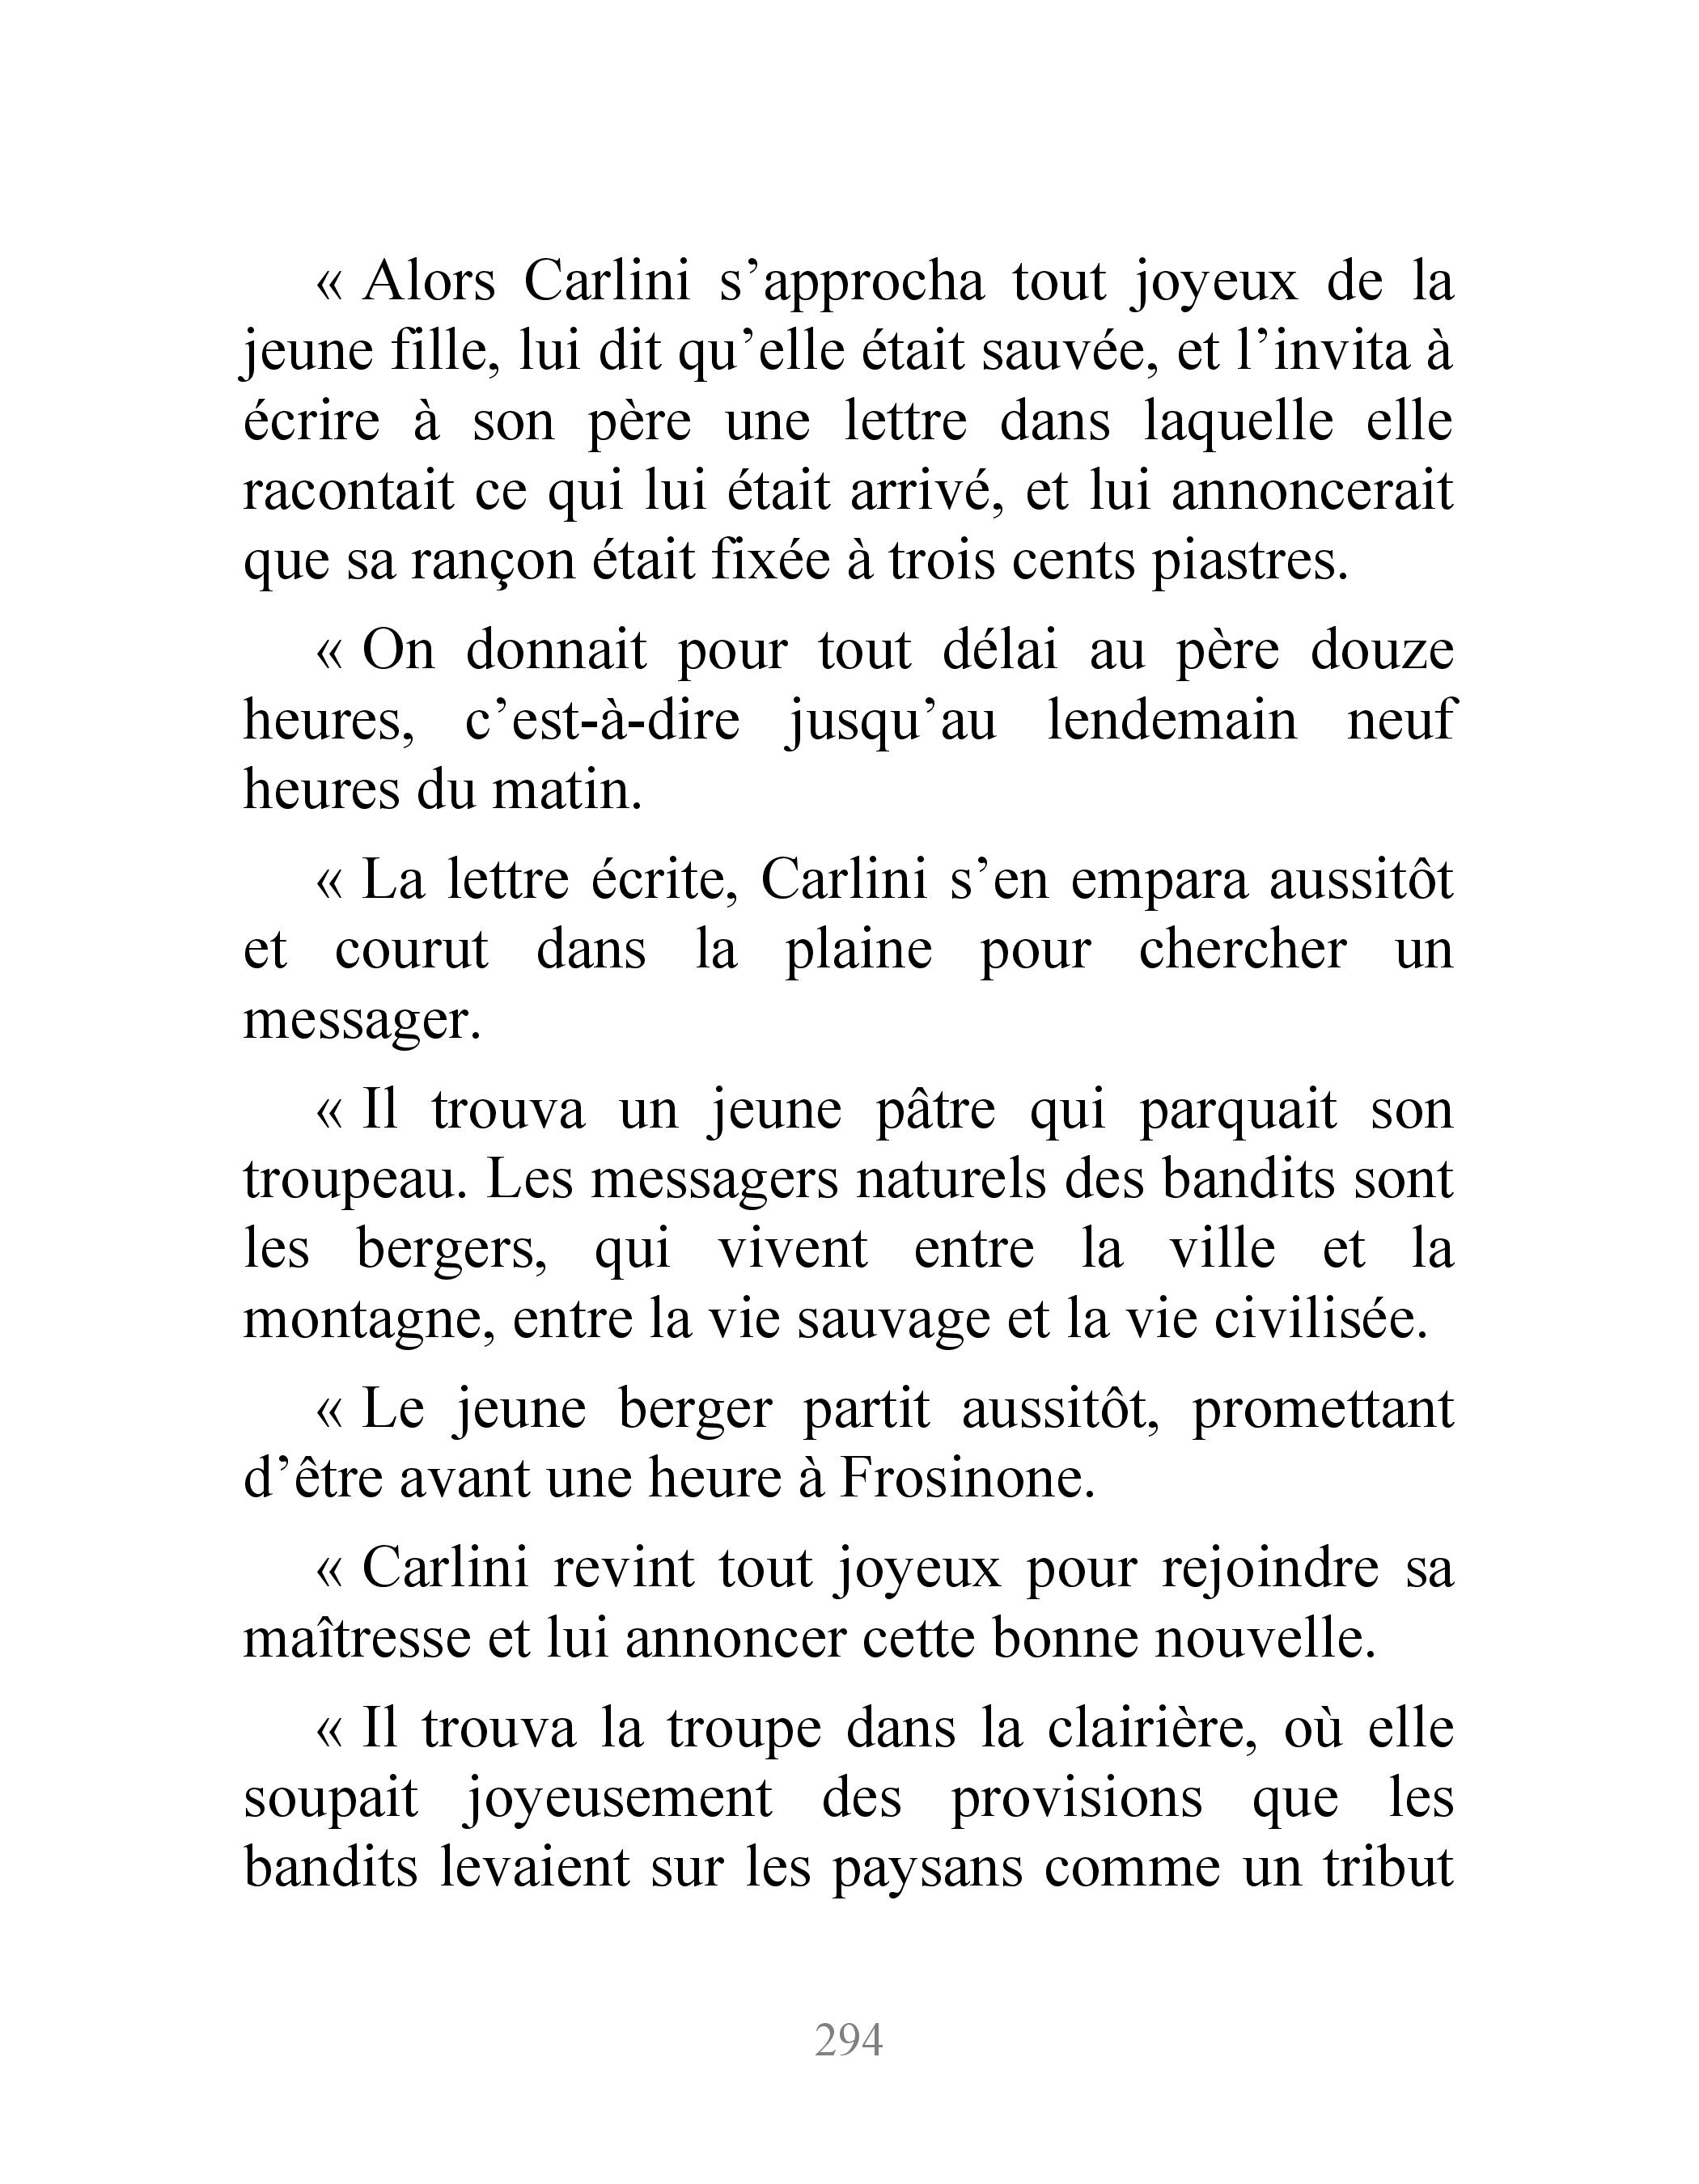 « Alors Carlini s’approcha tout joyeux de la
jeune fille, lui dit qu’elle était sauvée, et l’invita à
écrire à son père une lettre dans laquelle elle
racontait ce qui lui était arrivé, et lui annoncerait
que sa rançon était fixée à trois cents piastres.
« On donnait pour tout délai au père douze
heures, c’est-à-dire jusqu’au lendemain neuf
heures du matin.
« La lettre écrite, Carlini s’en empara aussitôt
et courut dans la plaine pour chercher un
messager.
« Il trouva un jeune pâtre qui parquait son
troupeau. Les messagers naturels des bandits sont
les bergers, qui vivent entre la ville et la
montagne, entre la vie sauvage et la vie civilisée.
« Le jeune berger partit aussitôt, promettant
d’être avant une heure à Frosinone.
« Carlini revint tout joyeux pour rejoindre sa
maîtresse et lui annoncer cette bonne nouvelle.
« Il trouva la troupe dans la clairière, où elle
soupait joyeusement des provisions que les
bandits levaient sur les paysans comme un tribut
294